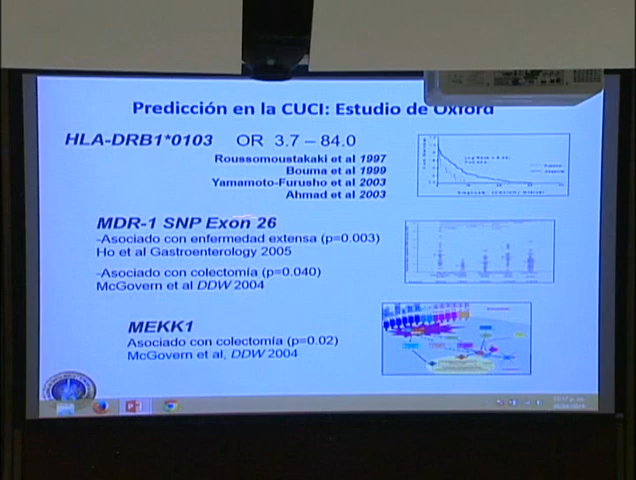 Predicción en la CUCI: Estudio de Oxford
HLA-DRB1*0103 OR 3.7 – 84.0
Roussomoustakaki et al 1997
Bouma et al 1999
Yamamoto-Furusho et al 2003
Ahmad et al 2003
MDR-1 SNP Exon 26
-Asociado con enfermedad extensa (p=0.003)
Ho et al Gastroenterology 2005
-Asociado con colectomía (p=0.040)
McGovern et al DDW 2004
MEKK1
Asociado con colectomía (p=0.02)
McGovern et al, DDW 2004